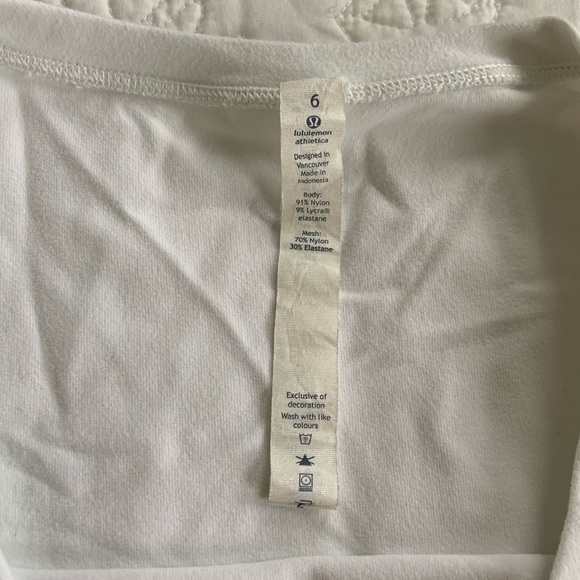 6
lululemon
athletica
Designed in
Vancouver
Made in
Indonesia
Body:
91% Nylon
9% Lycra®
elastane
Mesh:
70% Nylon
30% Elastane
Exclusive of
decoration
Wash with like
colours